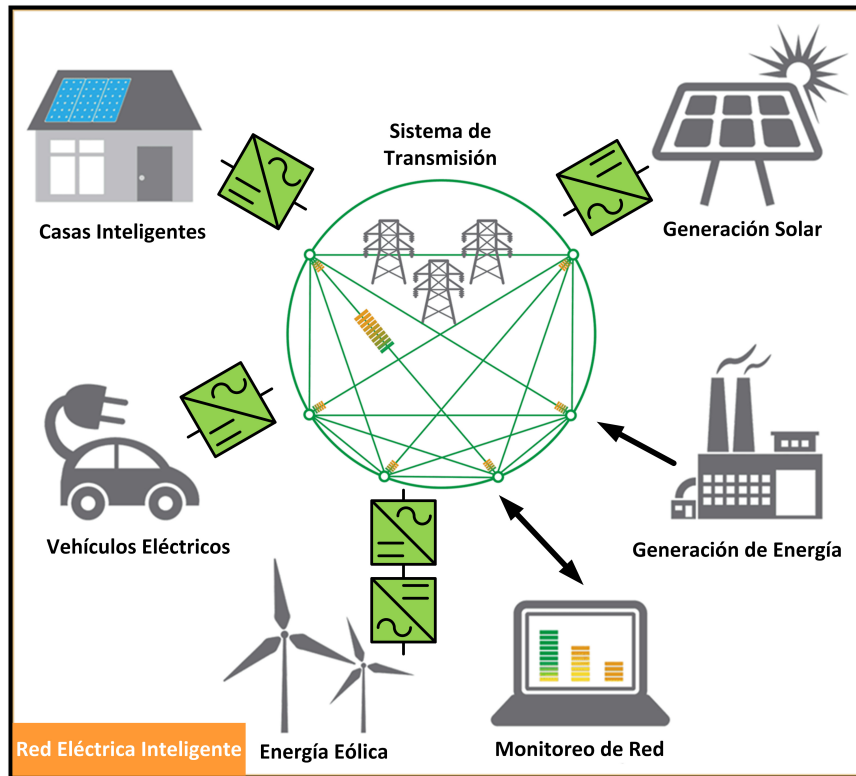 Sistema de
Transmisión
Casas Inteligentes
Generación Solar
Vehículos Eléctricos
Generación de Energía
Red Eléctrica Inteligente
Energía Eólica
Monitoreo de Red